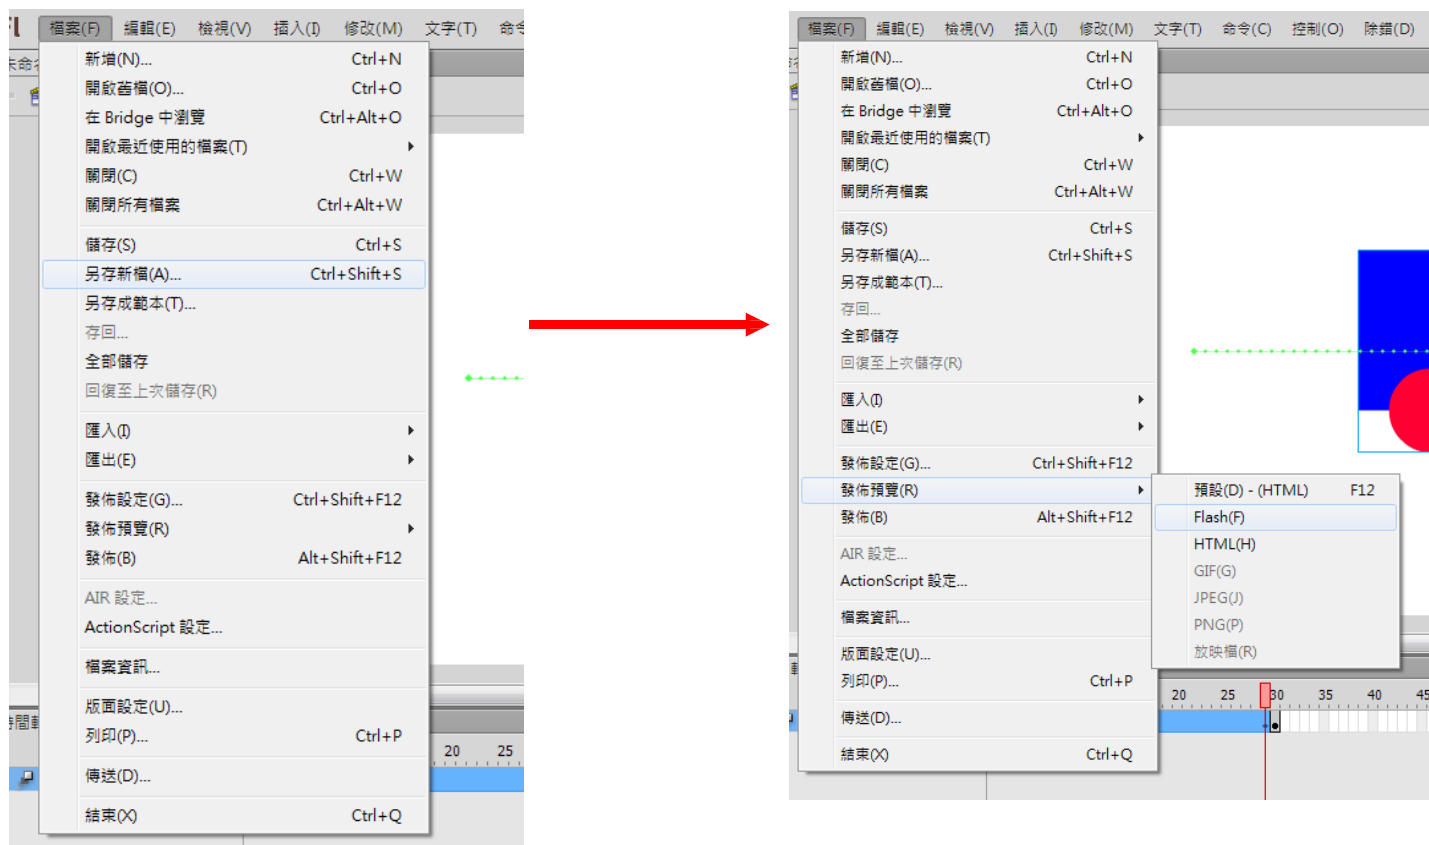 檔案(F) 編輯(E) 檢視(V) 插入(I) 修改(M) 文字(T)
新增(N)... Ctrl+N
開啟舊檔(O)... Ctrl+O
在 Bridge 中瀏覽 Ctrl+Alt+O
開啟最近使用的檔案(T)
關閉(C) Ctrl+W
關閉所有檔案 Ctrl+Alt+W
儲存(S) Ctrl+S
另存新檔(A)... Ctrl+Shift+S
另存成範本(T)...
存回...
全部儲存
回復至上次儲存(R)
匯入(I)
匯出(E)
發佈設定(G)... Ctrl+Shift+F12
發佈預覽(R)
發佈(B) Alt+Shift+F12
AIR 設定...
ActionScript 設定...
檔案資訊...
版面設定(U)...
列印(P)... Ctrl+P
傳送(D)...
結束(X) Ctrl+Q
20 25
檔案(F) 編輯(E) 檢視(V) 插入(I) 修改(M) 文字(T) 命令(C) 控制(O) 除錯(D)
新增(N)... Ctrl+N
開啟舊檔(O)... Ctrl+O
在 Bridge 中瀏覽 Ctrl+Alt+O
開啟最近使用的檔案(T)
關閉(C) Ctrl+W
關閉所有檔案 Ctrl+Alt+W
儲存(S) Ctrl+S
另存新檔(A)... Ctrl+Shift+S
另存成範本(T)...
存回...
全部儲存
回復至上次儲存(R)
匯入(I)
匯出(E)
發佈設定(G)... Ctrl+Shift+F12
發佈預覽(R)
發佈(B) Alt+Shift+F12
AIR 設定...
ActionScript 設定...
檔案資訊...
版面設定(U)...
列印(P)... Ctrl+P
傳送(D)...
結束(X) Ctrl+Q
預設(D) - (HTML) F12
Flash(F)
HTML(H)
GIF(G)
JPEG(J)
PNG(P)
放映檔(R)
20 25 30 35 40 45